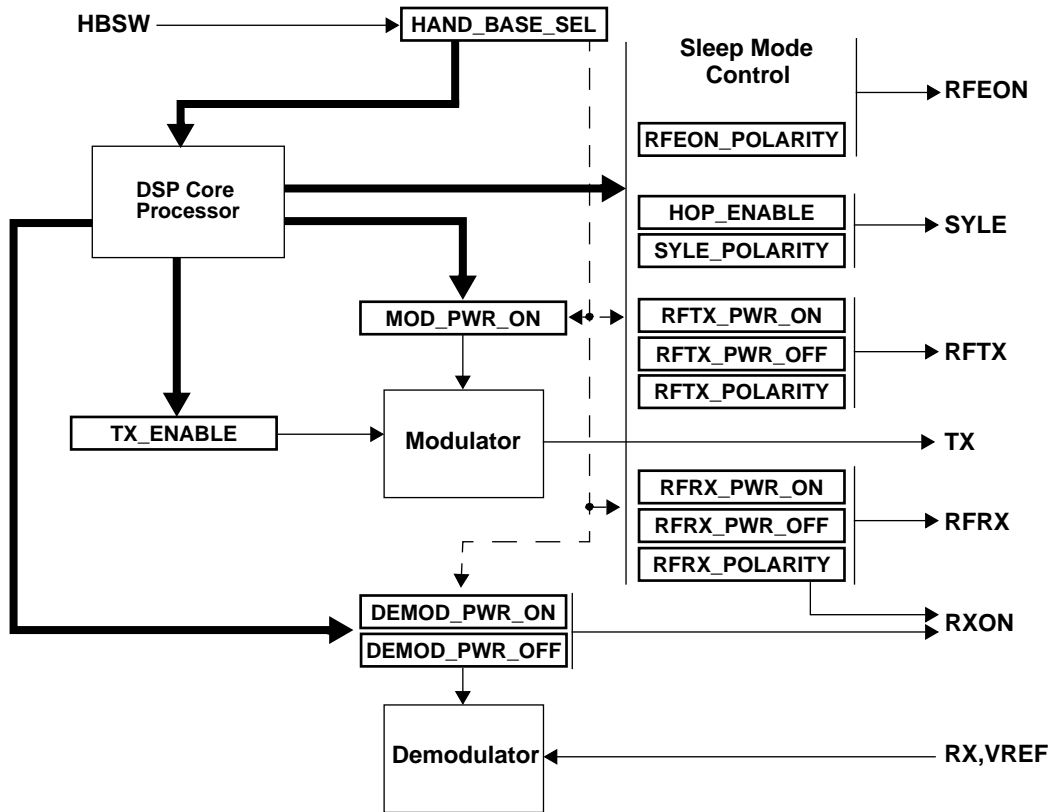 HBSW
HAND_BASE_SEL
Sleep Mode
Control
RFEON
RFEON_POLARITY
DSP Core
Processor
HOP_ENABLE
SYLE_POLARITY
SYLE
MOD_PWR_ON
RFTX_PWR_ON
RFTX_PWR_OFF
RFTX_POLARITY
RFTX
TX_ENABLE
Modulator
TX
RFRX_PWR_ON
RFRX_PWR_OFF
RFRX_POLARITY
RFRX
DEMOD_PWR_ON
DEMOD_PWR_OFF
RXON
Demodulator
RX,VREF